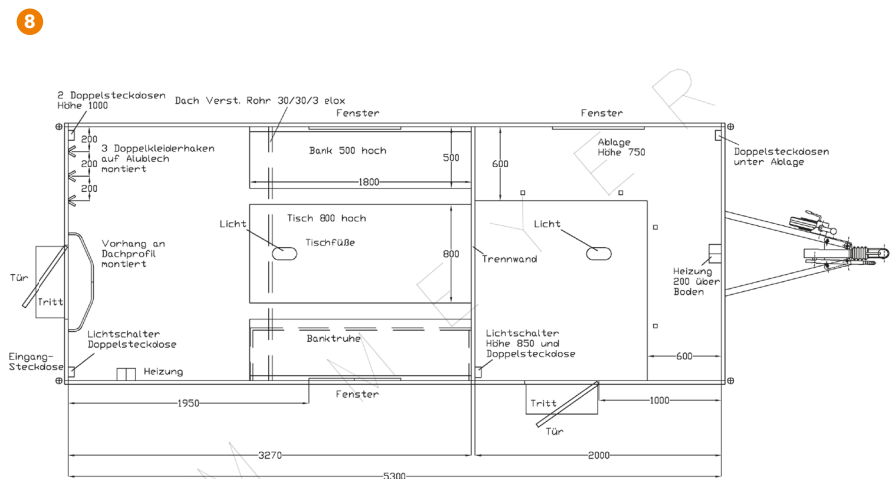 8
2 Doppelsteckdosen
Höhe 1000
Dach Verst. Rohr 30/30/3 elox
Fenster
Fenster
200
200
200
3 Doppelkleiderhaken
auf Alublech
montiert
Bank 500 hoch
500
1800
600
Ablage
Höhe 750
Doppelsteckdosen
unter Ablage
Tisch 800 hoch
Licht
Tischfüße
800
Licht
Trennwand
Vorhang an
Dachprofil
montiert
Tür
Tritt
Heizung
200 über
Boden
Lichtschalter
Doppelsteckdose
Banktruhe
Lichtschalter
Höhe 850 und
Doppelsteckdose
600
Eingang-
Steckdose
Heizung
Fenster
1950
Tritt
Tür
1000
3270
2000
5300
M M E Y E R